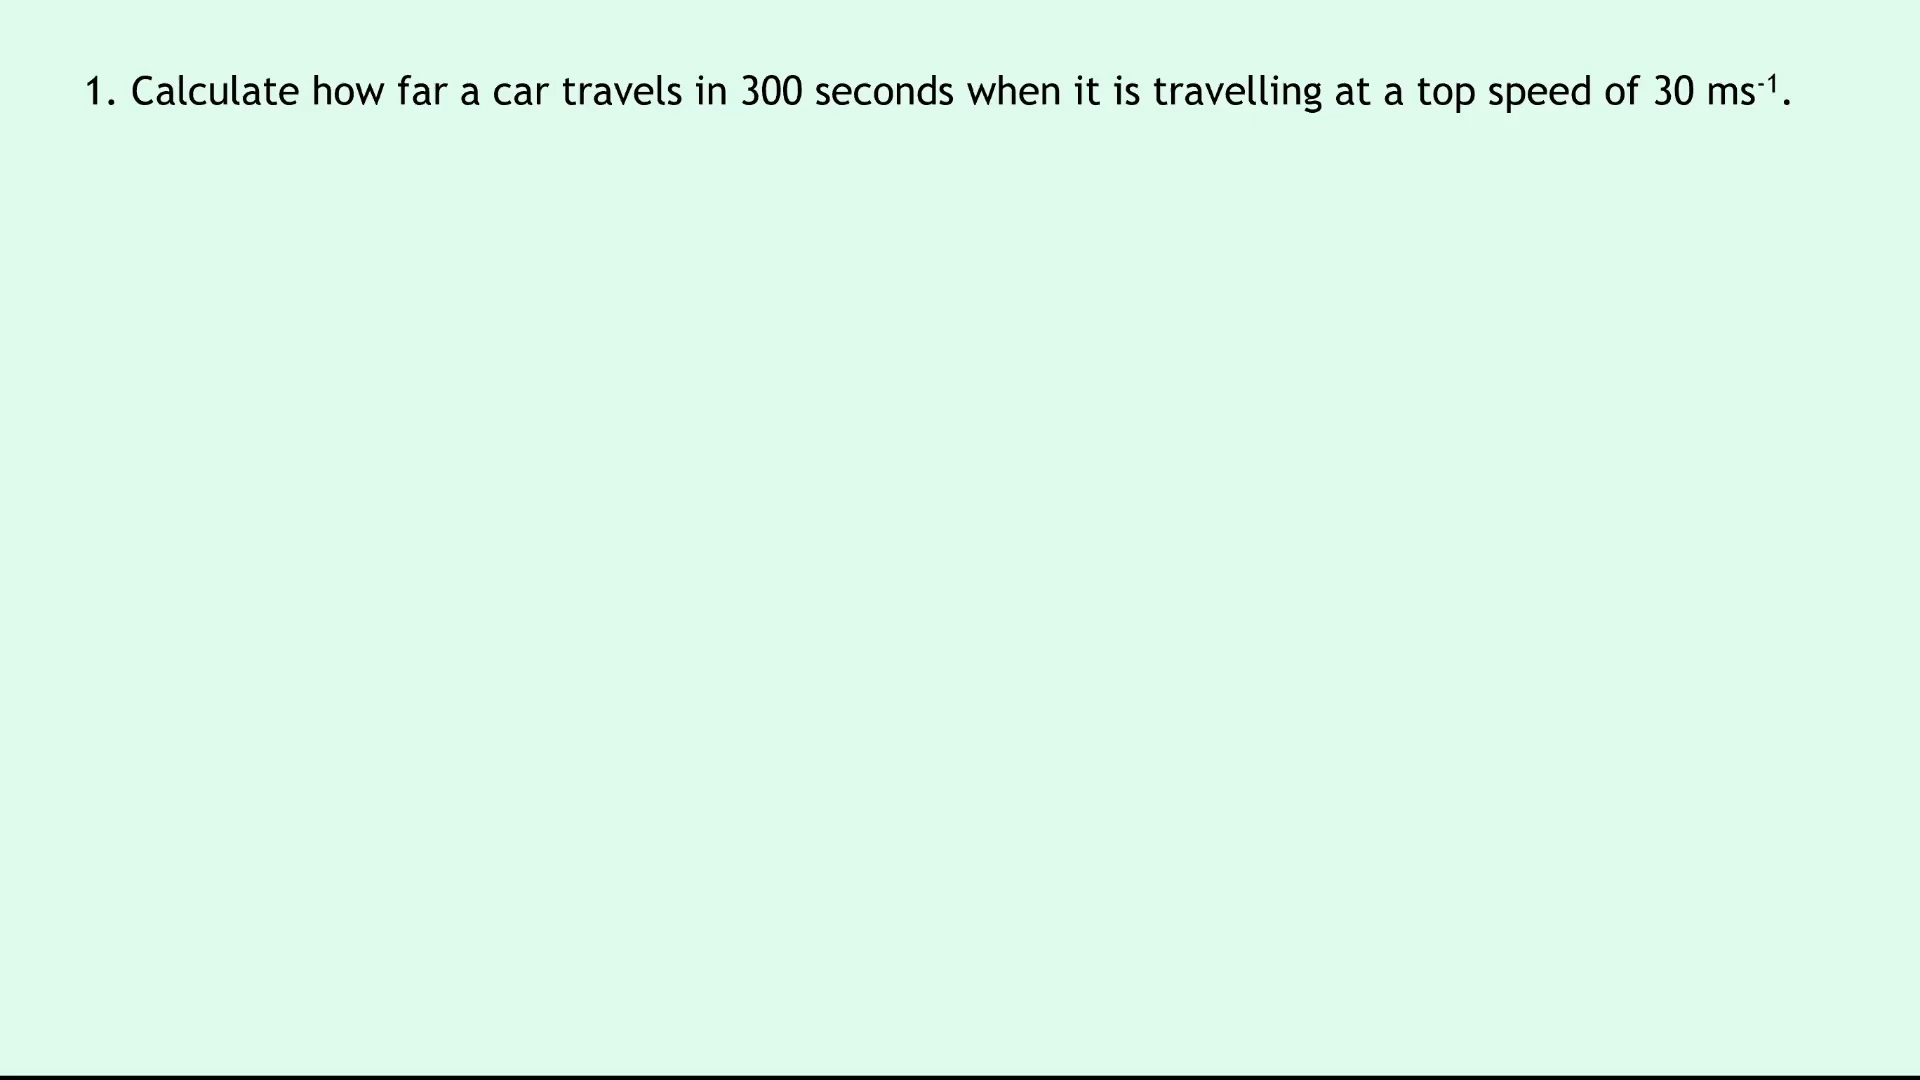 1. Calculate how far a car travels in 300 seconds when it is travelling at a top speed of 30 ms⁻¹.